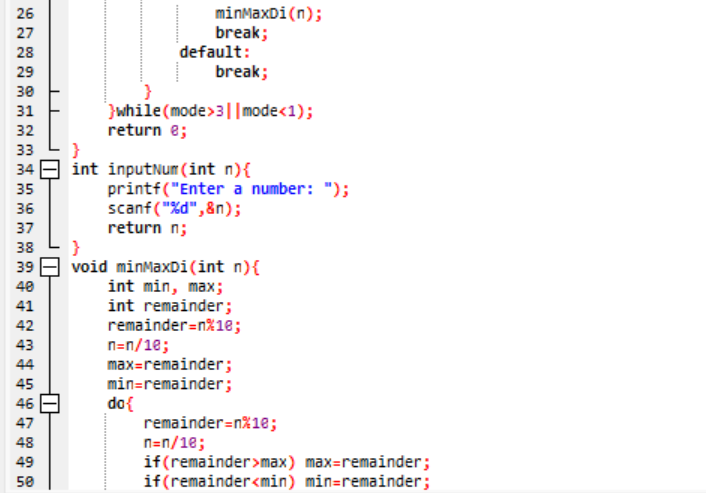 26 minMaxDi(n);
27 break;
28 default:
29 break;
30 }
31 }while(mode>3||mode<1);
32 return 0;
33 }
34 int inputNum(int n){
35 printf("Enter a number: ");
36 scanf("%d",&n);
37 return n;
38 }
39 void minMaxDi(int n){
40 int min, max;
41 int remainder;
42 remainder=n%10;
43 n=n/10;
44 max=remainder;
45 min=remainder;
46 do{
47 remainder=n%10;
48 n=n/10;
49 if(remainder>max) max=remainder;
50 if(remainder<min) min=remainder;